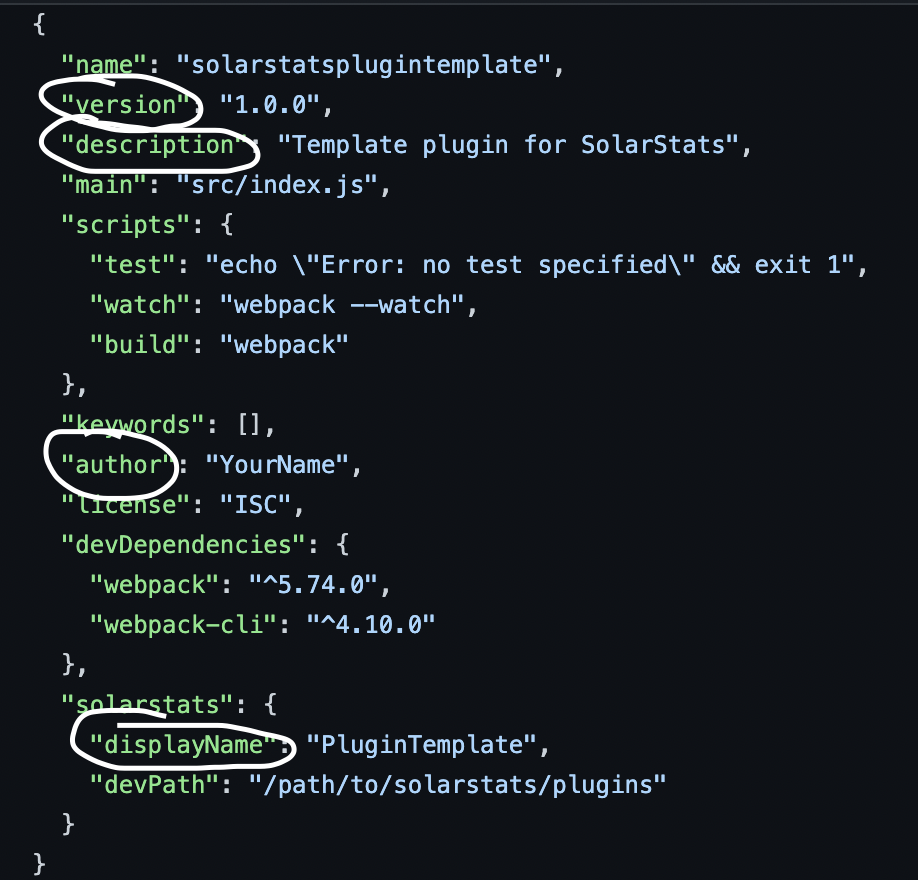 {
  "name": "solarstatsplugintemplate",
  "version": "1.0.0",
  "description": "Template plugin for SolarStats",
  "main": "src/index.js",
  "scripts": {
    "test": "echo \"Error: no test specified\" && exit 1",
    "watch": "webpack --watch",
    "build": "webpack"
  },
  "keywords": [],
  "author": "YourName",
  "license": "ISC",
  "devDependencies": {
    "webpack": "^5.74.0",
    "webpack-cli": "^4.10.0"
  },
  "solarstats": {
    "displayName": "PluginTemplate",
    "devPath": "/path/to/solarstats/plugins"
  }
}